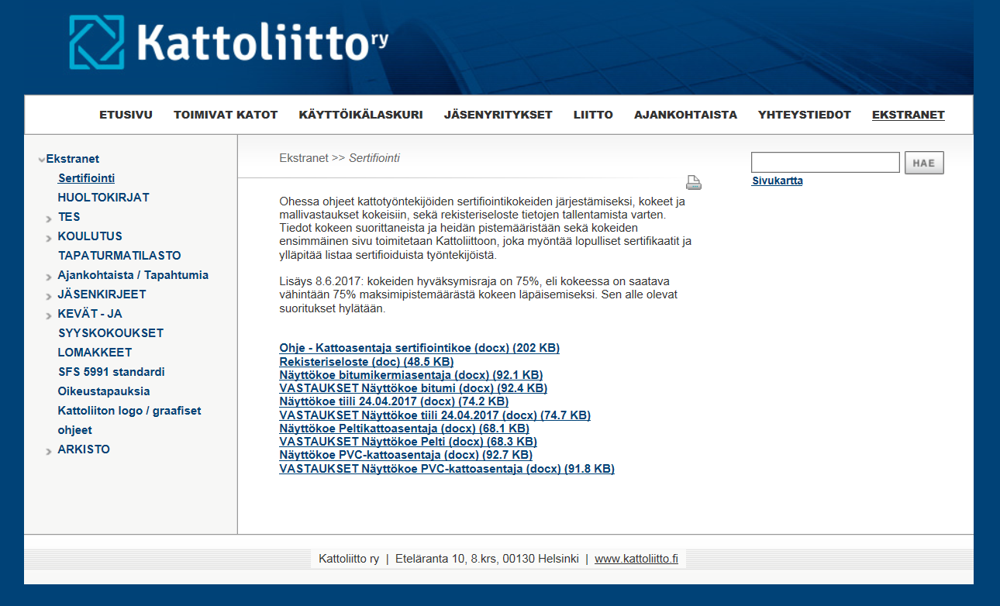 Kattoliitto ry
ETUSIVU TOIMIVAT KATOT KÄYTTÖIKÄLASKURI JÄSENYRITYKSET LIITTO AJANKOHTAISTA YHTEYSTIEDOT EKSTRANET
Ekstranet
Sertifiointi
HUOLTOKIRJAT
TES
KOULUTUS
TAPATURMATILASTO
Ajankohtaista / Tapahtumia
JÄSENKIRJEET
KEVÄT - JA
SYYSKOKOUKSET
LOMAKKEET
SFS 5991 standardi
Oikeustapauksia
Kattoliiton logo / graafiset
ohjeet
ARKISTO
Ekstranet >> Sertifiointi
Ohessa ohjeet kattotyöntekijöiden sertifiointikokeiden järjestämiseksi, kokeet ja
mallivastaukset kokeisiin, sekä rekisteriseloste tietojen tallentamista varten.
Tiedot kokeen suorittaneista ja heidän pistemääristään sekä kokeiden
ensimmäinen sivu toimitetaan Kattoliittoon, joka myöntää lopulliset sertifikaatit ja
ylläpitää listaa sertifioiduista työntekijöistä.
Lisäys 8.6.2017: kokeiden hyväksymisraja on 75%, eli kokeessa on saatava
vähintään 75% maksimipistemäärästä kokeen läpäisemiseksi. Sen alle olevat
suoritukset hylätään.
Ohje - Kattoasentaja sertifiointikoe (docx) (202 KB)
Rekisteriseloste (doc) (48.5 KB)
Näyttökoe bitumikermiasentaja (docx) (92.1 KB)
VASTAUKSET Näyttökoe bitumi (docx) (92.4 KB)
Näyttökoe tiili 24.04.2017 (docx) (74.2 KB)
VASTAUKSET Näyttökoe tiili 24.04.2017 (docx) (74.7 KB)
Näyttökoe Peltikattoasentaja (docx) (68.1 KB)
VASTAUKSET Näyttökoe Pelti (docx) (68.3 KB)
Näyttökoe PVC-kattoasentaja (docx) (92.7 KB)
VASTAUKSET Näyttökoe PVC-kattoasentaja (docx) (91.8 KB)
HAE
Sivukartta
Kattoliitto ry | Eteläranta 10, 8.krs, 00130 Helsinki | www.kattoliitto.fi